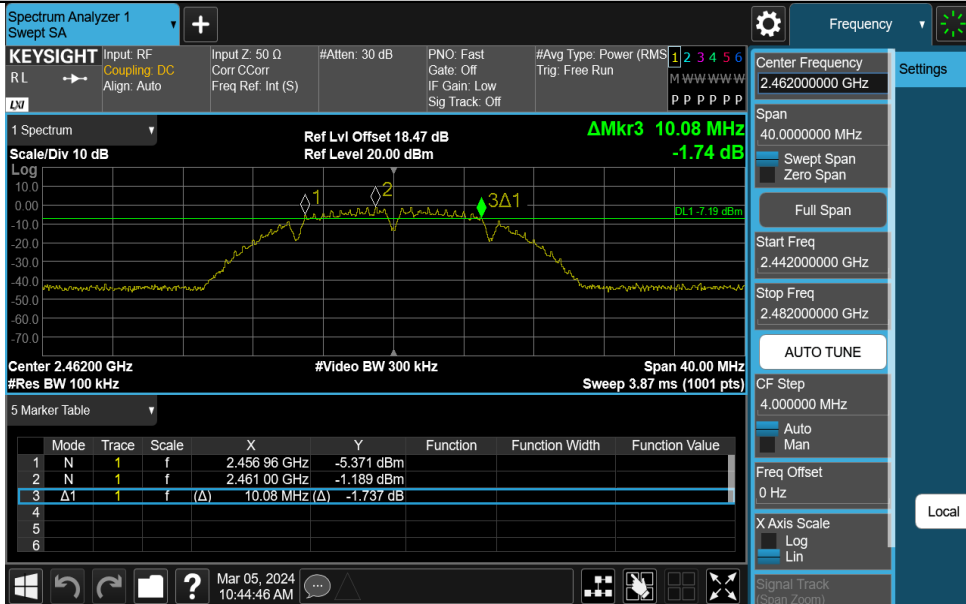 Spectrum Analyzer 1
Swept SA
+
Frequency
KEYSIGHT
RL
LXI
Input: RF
Coupling: DC
Align: Auto
Input Z: 50 Ω
Corr CCorr
Freq Ref: Int (S)
#Atten: 30 dB
PNO: Fast
Gate: Off
IF Gain: Low
Sig Track: Off
#Avg Type: Power (RMS
Trig: Free Run
1 2 3 4 5 6
M W W W W W
P P P P P P
Center Frequency
2.462000000 GHz
Settings
Span
40.0000000 MHz
Swept Span
Zero Span
Full Span
Start Freq
2.442000000 GHz
Stop Freq
2.482000000 GHz
AUTO TUNE
CF Step
4.000000 MHz
Auto
Man
Freq Offset
0 Hz
Local
X Axis Scale
Log
Lin
Signal Track
(Span Zoom)
1 Spectrum
Scale/Div 10 dB
Ref Lvl Offset 18.47 dB
Ref Level 20.00 dBm
ΔMkr3 10.08 MHz
-1.74 dB
Log
10.0
0.00
-10.0
-20.0
-30.0
-40.0
-50.0
-60.0
-70.0
1
2
3Δ1
DL1 -7.19 dBm
Center 2.46200 GHz
#Video BW 300 kHz
Span 40.00 MHz
#Res BW 100 kHz
Sweep 3.87 ms (1001 pts)
5 Marker Table
Mode Trace Scale X Y Function Function Width Function Value
1 N 1 f 2.456 96 GHz -5.371 dBm
2 N 1 f 2.461 00 GHz -1.189 dBm
3 Δ1 1 f (Δ) 10.08 MHz (Δ) -1.737 dB
4
5
6
?
Mar 05, 2024
10:44:46 AM